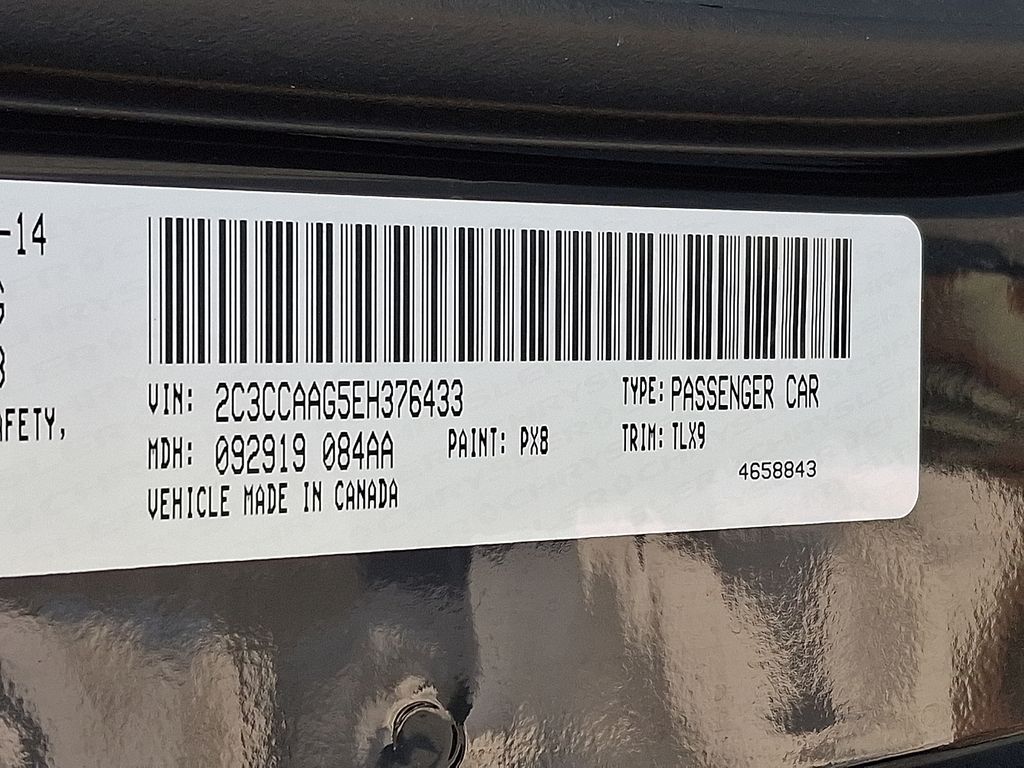 -14
VIN: 2C3CCAAG5EH376433
TYPE: PASSENGER CAR
AFETY,
MDH: 092919 084AA
PAINT: PX8
TRIM: TLX9
4658843
VEHICLE MADE IN CANADA